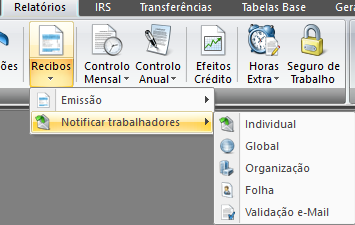 Relatórios IRS Transferências Tabelas Base Geral
ões Recibos Controlo Mensal Controlo Anual Efeitos Crédito Horas Extra Seguro de Trabalho
Emissão
Notificar trabalhadores
Individual
Global
Organização
Folha
Validação e-Mail